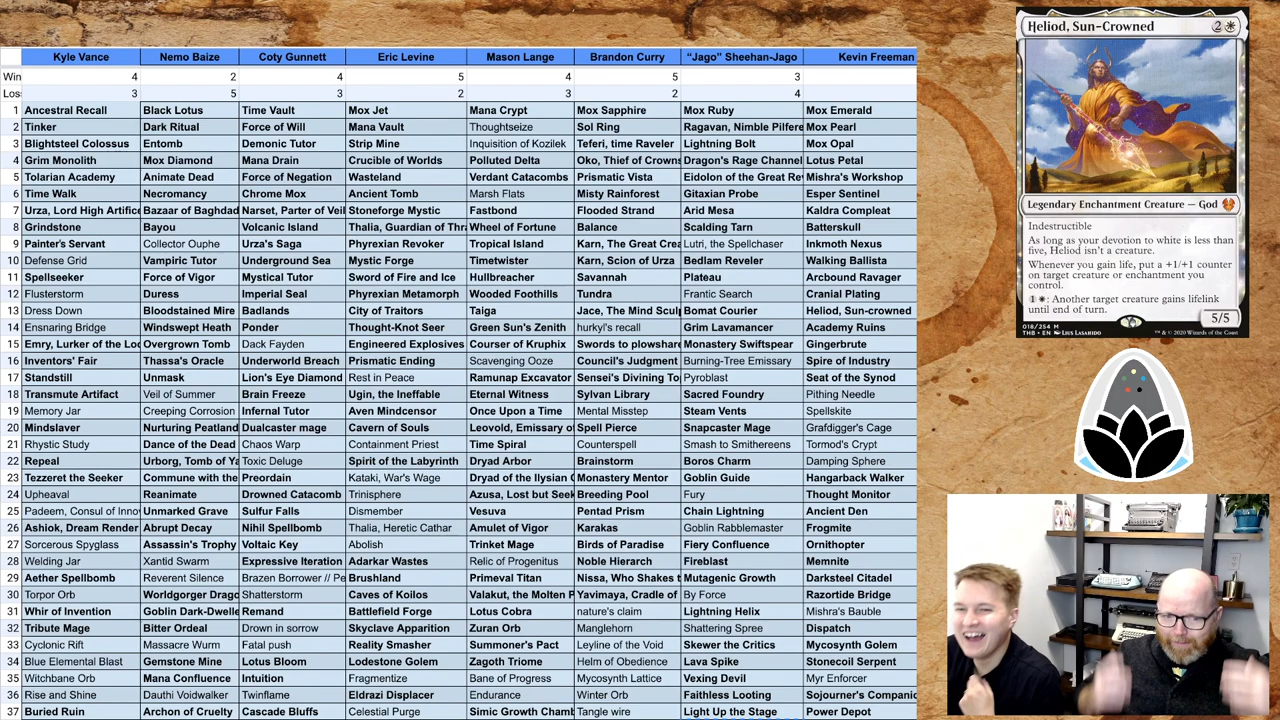 Kyle Vance Nemo Baize Coty Gunnett Eric Levine Mason Lange Brandon Curry “Jago” Sheehan-Jago Kevin Freeman
Win 4 2 4 5 4 5 3
Los 3 5 3 2 3 2 4
1 Ancestral Recall Black Lotus Time Vault Mox Jet Mana Crypt Mox Sapphire Mox Ruby Mox Emerald
2 Tinker Dark Ritual Force of Will Mana Vault Thoughtseize Sol Ring Ragavan, Nimble Pilfere Mox Pearl
3 Blightsteel Colossus Entomb Demonic Tutor Strip Mine Inquisition of Kozilek Teferi, time Raveler Lightning Bolt Mox Opal
4 Grim Monolith Mox Diamond Mana Drain Crucible of Worlds Polluted Delta Oko, Thief of Crowns Dragon's Rage Channel Lotus Petal
5 Tolarian Academy Animate Dead Force of Negation Wasteland Verdant Catacombs Prismatic Vista Eidolon of the Great Rev Mishra's Workshop
6 Time Walk Necromancy Chrome Mox Ancient Tomb Marsh Flats Misty Rainforest Gitaxian Probe Esper Sentinel
7 Urza, Lord High Artifice Bazaar of Baghdad Narset, Parter of Veil Stoneforge Mystic Fastbond Flooded Strand Arid Mesa Kaldra Compleat
8 Grindstone Bayou Volcanic Island Thalia, Guardian of Thra Wheel of Fortune Balance Scalding Tarn Batterskull
9 Painter's Servant Collector Ouphe Urza's Saga Phyrexian Revoker Tropical Island Karn, The Great Crea Lutri, the Spellchaser Inkmoth Nexus
10 Defense Grid Vampiric Tutor Underground Sea Mystic Forge Timetwister Karn, Scion of Urza Bedlam Reveler Walking Ballista
11 Spellseeker Force of Vigor Mystical Tutor Sword of Fire and Ice Hullbreacher Savannah Plateau Arcbound Ravager
12 Flusterstorm Duress Imperial Seal Phyrexian Metamorph Wooded Foothills Tundra Frantic Search Cranial Plating
13 Dress Down Bloodstained Mire Badlands City of Traitors Taiga Jace, The Mind Sculp Bomat Courier Heliod, Sun-crowned
14 Ensnaring Bridge Windswept Heath Ponder Thought-Knot Seer Green Sun's Zenith hurkyl's recall Grim Lavamancer Academy Ruins
15 Emry, Lurker of the Loc Overgrown Tomb Dack Fayden Engineered Explosives Courser of Kruphix Swords to plowshare Monastery Swiftspear Gingerbrute
16 Inventors' Fair Thassa's Oracle Underworld Breach Prismatic Ending Scavenging Ooze Council's Judgment Burning-Tree Emissary Spire of Industry
17 Standstill Unmask Lion's Eye Diamond Rest in Peace Ramunap Excavator Sensei's Divining To Pyroblast Seat of the Synod
18 Transmute Artifact Veil of Summer Brain Freeze Ugin, the Ineffable Eternal Witness Sylvan Library Sacred Foundry Pithing Needle
19 Memory Jar Creeping Corrosion Infernal Tutor Aven Mindcensor Once Upon a Time Mental Misstep Steam Vents Spellskite
20 Mindslaver Nurturing Peatland Dualcaster mage Cavern of Souls Leovold, Emissary o Spell Pierce Snapcaster Mage Grafdigger's Cage
21 Rhystic Study Dance of the Dead Chaos Warp Containment Priest Time Spiral Counterspell Smash to Smithereens Tormod's Crypt
22 Repeal Urborg, Tomb of Ya Toxic Deluge Spirit of the Labyrinth Dryad Arbor Brainstorm Boros Charm Damping Sphere
23 Tezzeret the Seeker Commune with the Preordain Kataki, War's Wage Dryad of the Ilysian G Monastery Mentor Goblin Guide Hangarback Walker
24 Upheaval Reanimate Drowned Catacomb Trinisphere Azusa, Lost but Seek Breeding Pool Fury Thought Monitor
25 Padeem, Consul of Innov Unmarked Grave Sulfur Falls Dismember Vesuva Pentad Prism Chain Lightning Ancient Den
26 Ashiok, Dream Render Abrupt Decay Nihil Spellbomb Thalia, Heretic Cathar Amulet of Vigor Karakas Goblin Rabblemaster Frogmite
27 Sorcerous Spyglass Assassin's Trophy Voltaic Key Abolish Trinket Mage Birds of Paradise Fiery Confluence Ornithopter
28 Welding Jar Xantid Swarm Expressive Iteration Adarkar Wastes Relic of Progenitus Noble Hierarch Fireblast Memnite
29 Aether Spellbomb Reverent Silence Brazen Borrower // Pe Brushland Primeval Titan Nissa, Who Shakes t Mutagenic Growth Darksteel Citadel
30 Torpor Orb Worldgorger Drago Shatterstorm Caves of Koilos Valakut, the Molten P Yavimaya, Cradle of By Force Razortide Bridge
31 Whir of Invention Goblin Dark-Dwelle Remand Battlefield Forge Lotus Cobra nature's claim Lightning Helix Mishra's Bauble
32 Tribute Mage Bitter Ordeal Drown in sorrow Skyclave Apparition Zuran Orb Manglehorn Shattering Spree Dispatch
33 Cyclonic Rift Massacre Wurm Fatal push Reality Smasher Summoner's Pact Leyline of the Void Skewer the Critics Mycosynth Golem
34 Blue Elemental Blast Gemstone Mine Lotus Bloom Lodestone Golem Zagoth Triome Helm of Obedience Lava Spike Stonecoil Serpent
35 Witchbane Orb Mana Confluence Intuition Fragmentize Bane of Progress Mycosynth Lattice Vexing Devil Myr Enforcer
36 Rise and Shine Dauthi Voidwalker Twinflame Eldrazi Displacer Endurance Winter Orb Faithless Looting Sojourner's Companio
37 Buried Ruin Archon of Cruelty Cascade Bluffs Celestial Purge Simic Growth Chamb Tangle wire Light Up the Stage Power Depot
Heliod, Sun-Crowned 2
Legendary Enchantment Creature — God
Indestructible
As long as your devotion to white is less than
five, Heliod isn't a creature.
Whenever you gain life, put a +1/+1 counter
on target creature or enchantment you
control.
1 : Another target creature gains lifelink
until end of turn.
5/5
018/254 M
THB • EN Lius Lasahido
™ & © 2020 Wizards of the Coast